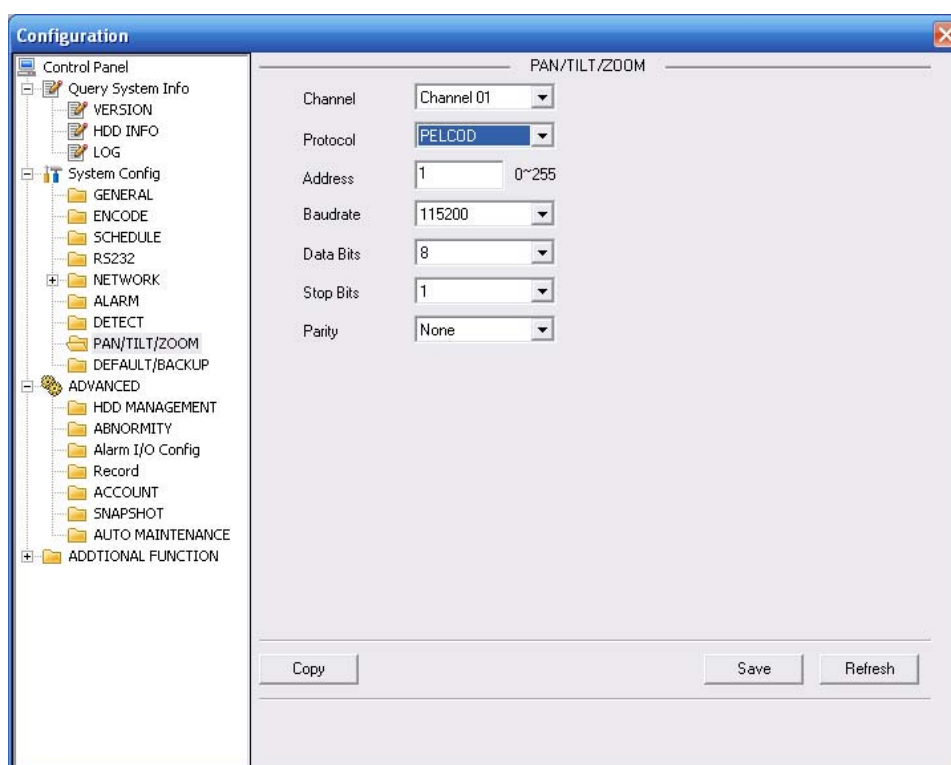 Configuration
Control Panel
Query System Info
VERSION
HDD INFO
LOG
System Config
GENERAL
ENCODE
SCHEDULE
RS232
NETWORK
ALARM
DETECT
PAN/TILT/ZOOM
DEFAULT/BACKUP
ADVANCED
HDD MANAGEMENT
ABNORMITY
Alarm I/O Config
Record
ACCOUNT
SNAPSHOT
AUTO MAINTENANCE
ADDTIONAL FUNCTION
PAN/TILT/ZOOM
Channel Channel 01
Protocol PELCOD
Address 1 0~255
Baudrate 115200
Data Bits 8
Stop Bits 1
Parity None
Copy Save Refresh